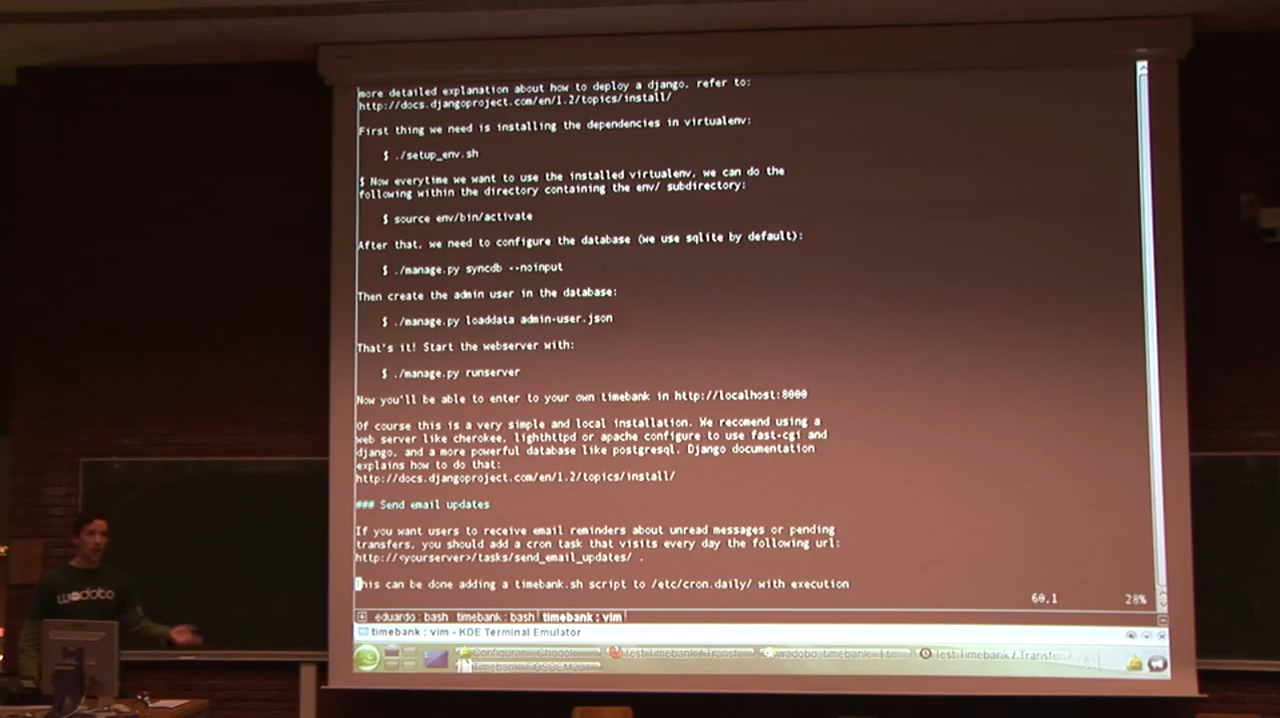 more detailed explanation about how to deploy a django, refer to:
http://docs.djangoproject.com/en/1.2/topics/install/
First thing we need is installing the dependencies in virtualenv:
$ ./setup_env.sh
$ Now everytime we want to use the installed virtualenv, we can do the
following within the directory containing the env/ subdirectory:
$ source env/bin/activate
After that, we need to configure the database (we use sqlite by default):
$ ./manage.py syncdb --noinput
Then create the admin user in the database:
$ ./manage.py loaddata admin-user.json
That's it! Start the webserver with:
$ ./manage.py runserver
Now you'll be able to enter to your own timebank in http://localhost:8000
Of course this is a very simple and local installation. We recomend using a
web server like cherokee, lighthttpd or apache configure to use fast-cgi and
django, and a more powerful database like postgresql. Django documentation
explains how to do that:
http://docs.djangoproject.com/en/1.2/topics/install/
### Send email updates
If you want users to receive email reminders about unread messages or pending
transfers, you should add a cron task that visits every day the following url:
http://<yourserver>/tasks/send_email_updates/ .
This can be done adding a timebank.sh script to /etc/cron.daily/ with execution
60,1 28%
eduardo : bash timebank : bash timebank : vim
timebank : vim - KDE Terminal Emulator
Test Timebank / Transfe
Test Timebank / Transfer
wadobo